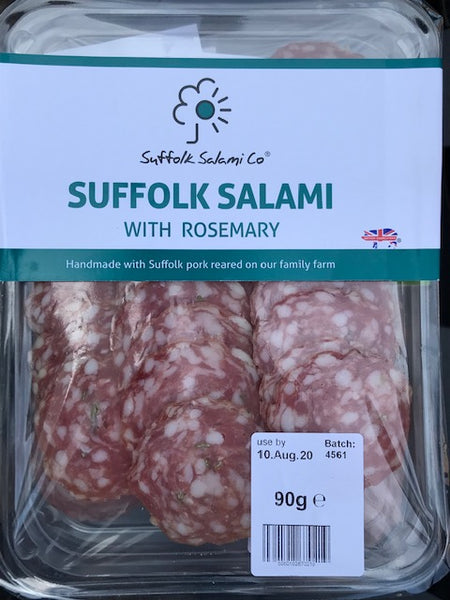 Suffolk Salami Co®
SUFFOLK SALAMI
WITH ROSEMARY
Handmade with Suffolk pork reared on our family farm
use by Batch:
10.Aug.20 4561
90g ℮